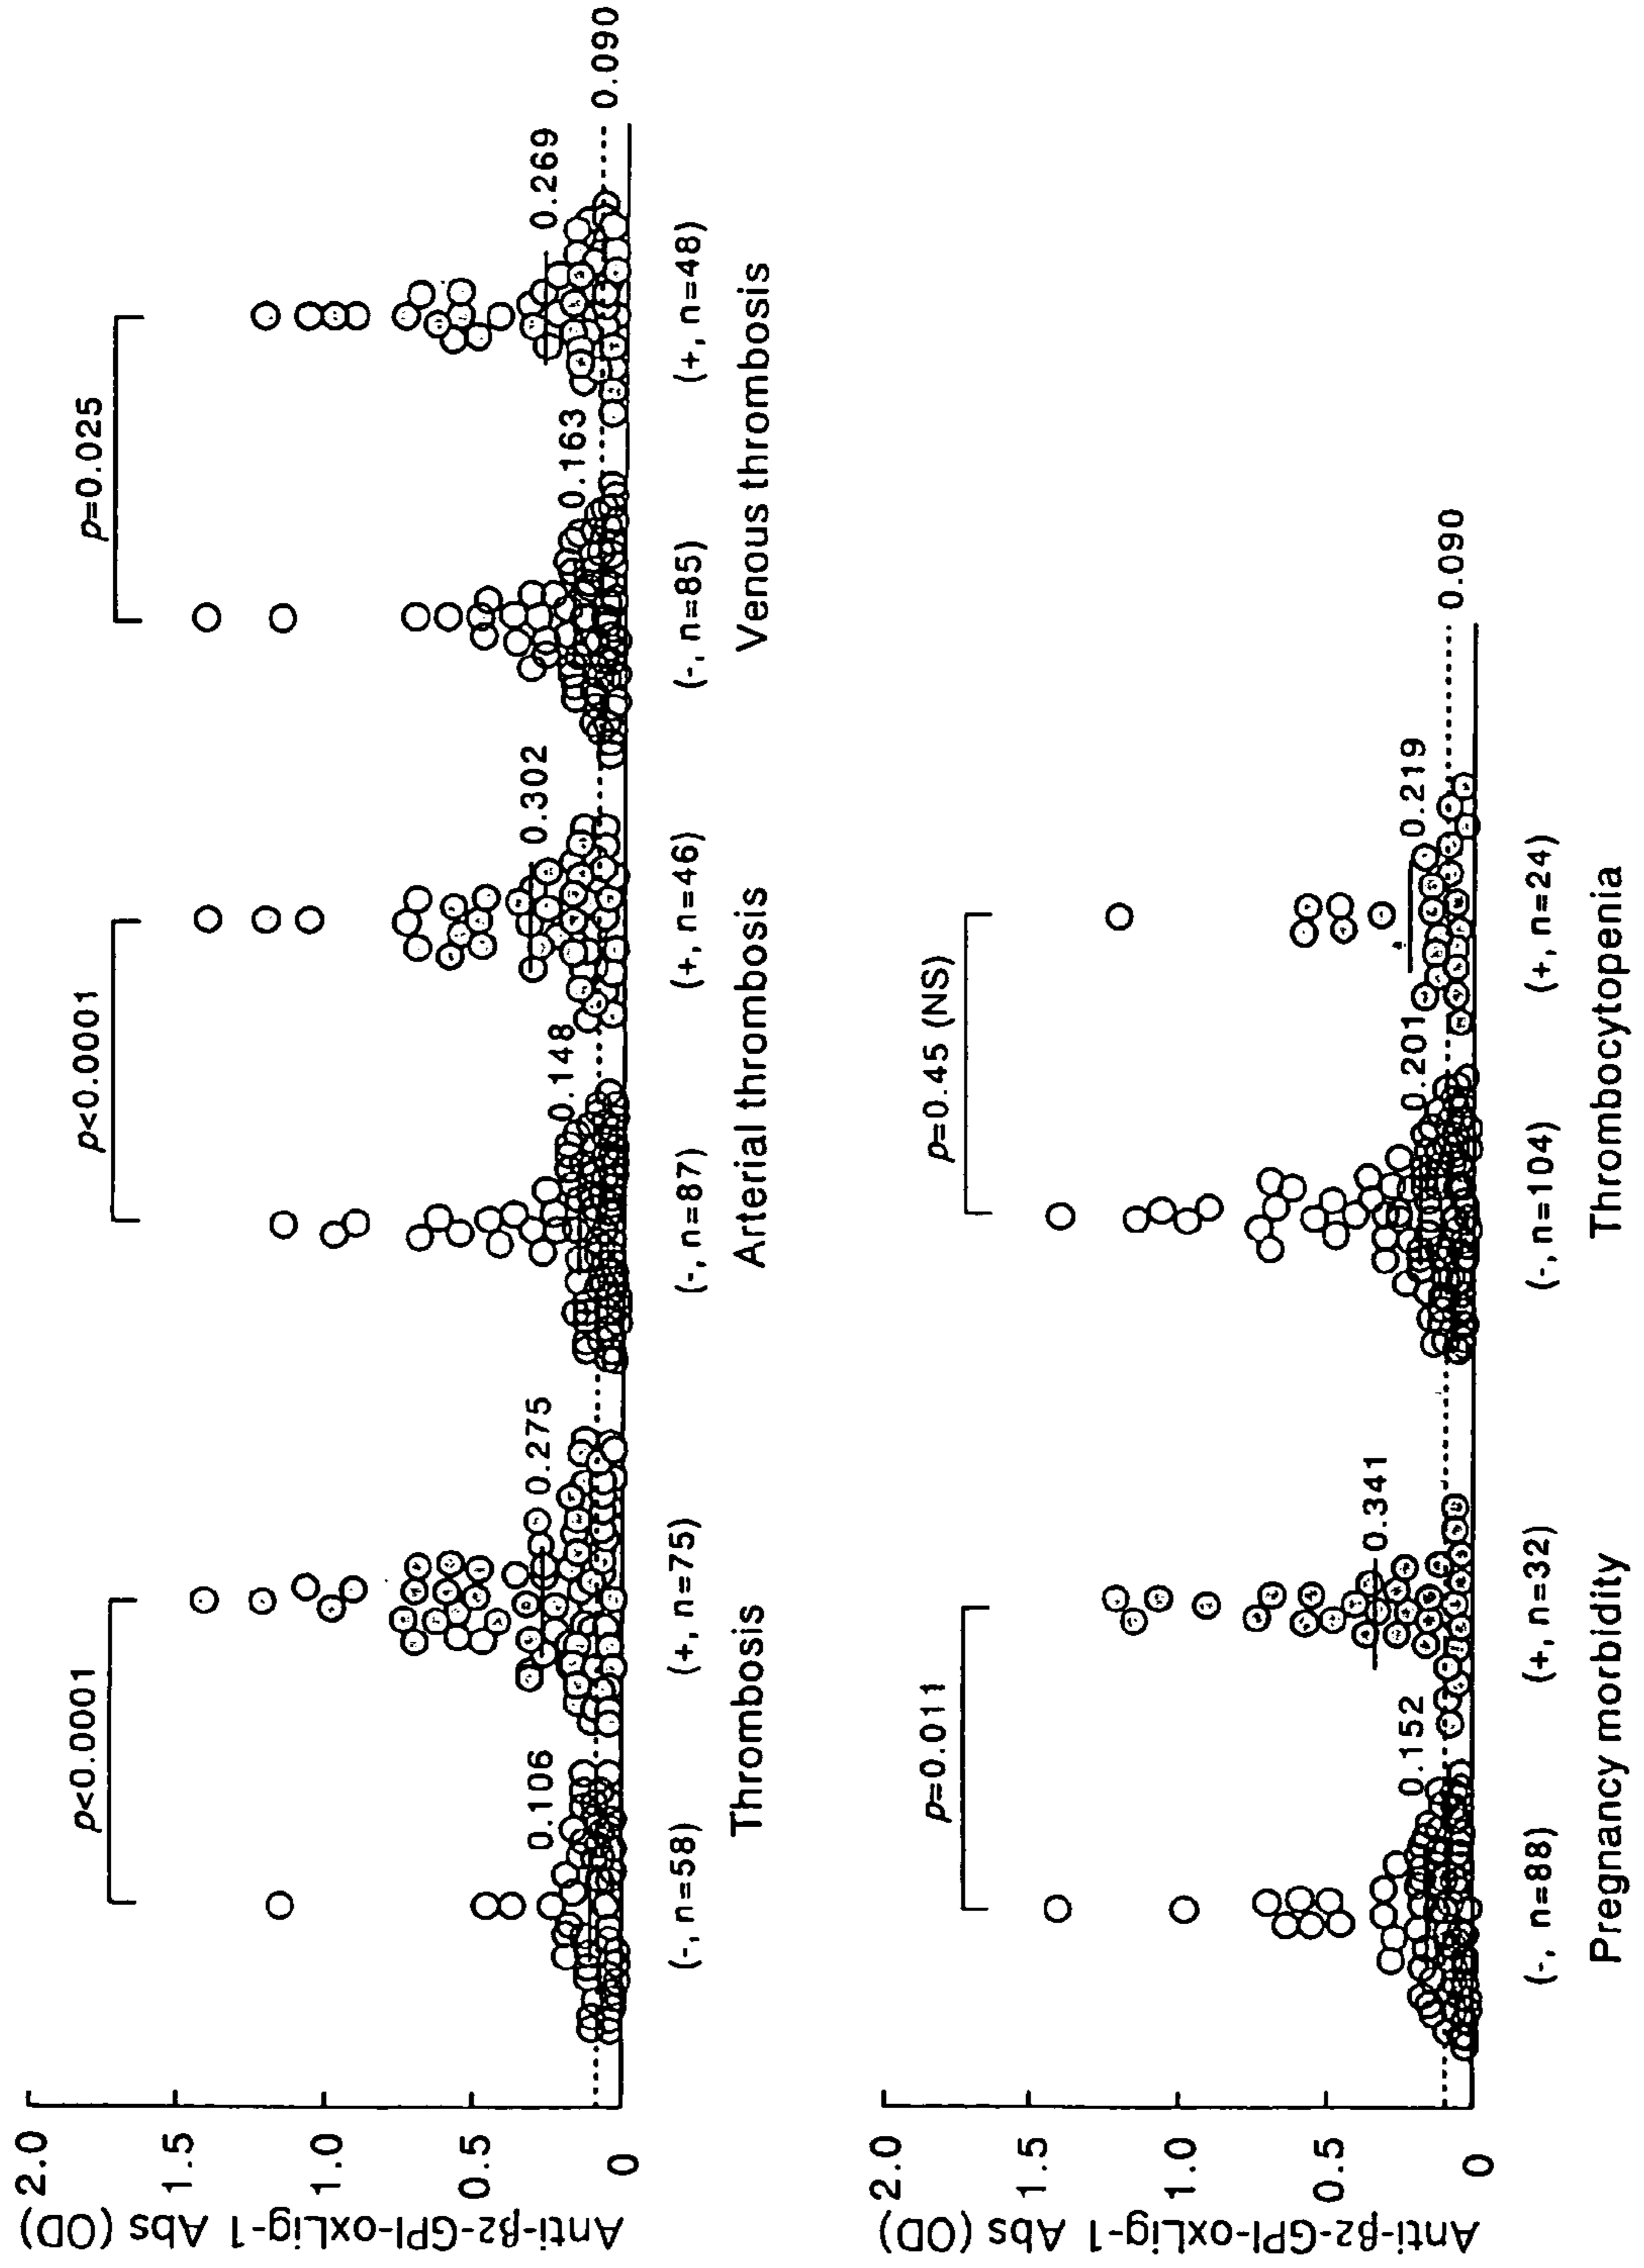 Anti-β2-GPI-oxLig-1 Abs (OD)
2.0
1.5
1.0
0.5
0
p<0.0001
0.106
0.275
(-, n=58)
(+, n=75)
Thrombosis
p<0.0001
0.148
0.302
(-, n=87)
(+, n=46)
Arterial thrombosis
p=0.025
0.163
0.269
0.090
(-, n=85)
(+, n=48)
Venous thrombosis
Anti-β2-GPI-oxLig-1 Abs (OD)
2.0
1.5
1.0
0.5
0
p=0.011
0.152
0.341
(-, n=88)
(+, n=32)
Pregnancy morbidity
p=0.45 (NS)
0.201
0.219
0.090
(-, n=104)
(+, n=24)
Thrombocytopenia